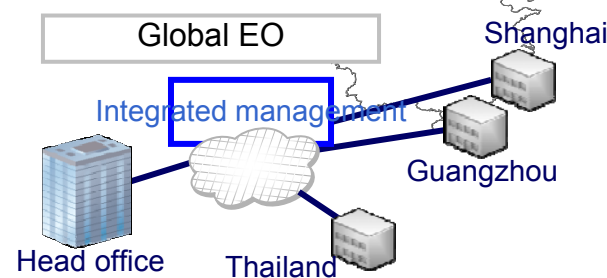 Global EO
Shanghai
Integrated management
Guangzhou
Head office
Thailand